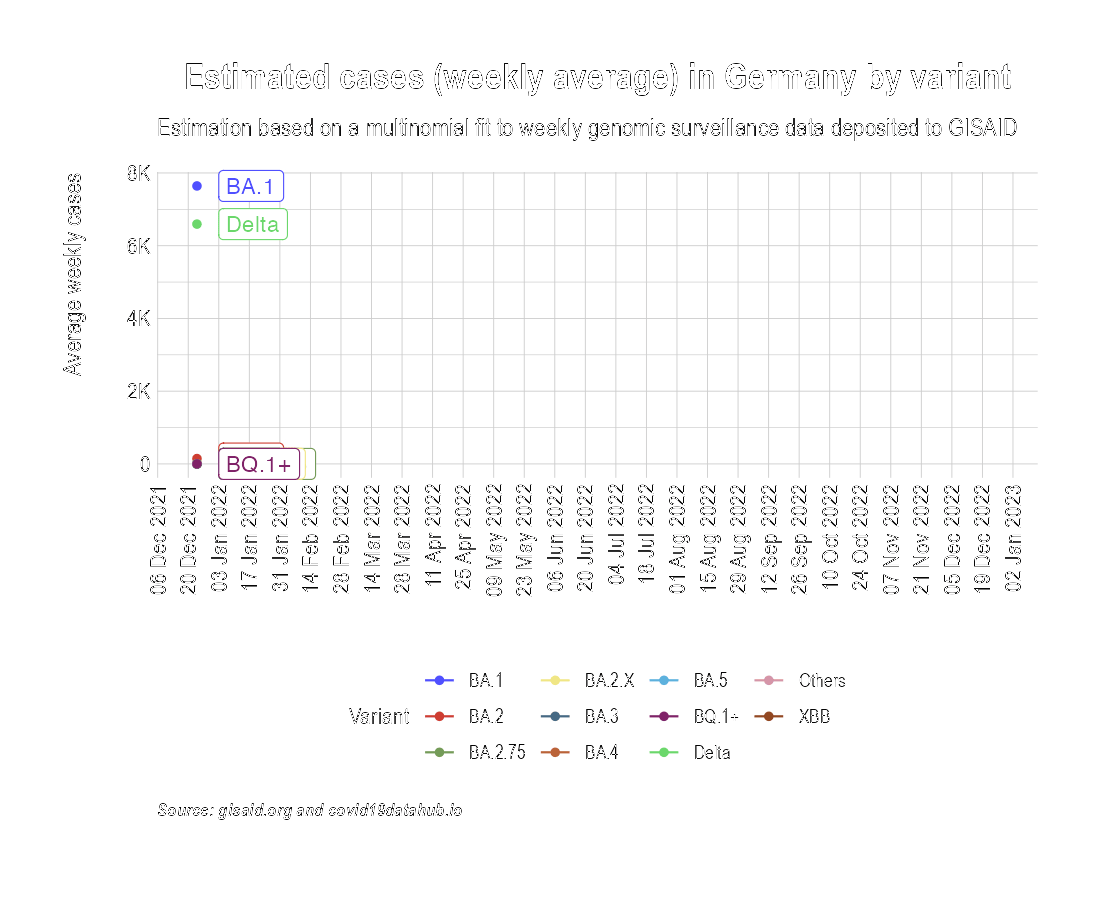 Estimated cases (weekly average) in Germany by variant
Estimation based on a multinomial fit to weekly genomic surveillance data deposited to GISAID
Average weekly cases
8K
6K
4K
2K
0
BA.1
Delta
BQ.1+
06 Dec 2021
20 Dec 2021
03 Jan 2022
17 Jan 2022
31 Jan 2022
14 Feb 2022
28 Feb 2022
14 Mar 2022
28 Mar 2022
11 Apr 2022
25 Apr 2022
09 May 2022
23 May 2022
06 Jun 2022
20 Jun 2022
04 Jul 2022
18 Jul 2022
01 Aug 2022
15 Aug 2022
29 Aug 2022
12 Sep 2022
26 Sep 2022
10 Oct 2022
24 Oct 2022
07 Nov 2022
21 Nov 2022
05 Dec 2022
19 Dec 2022
02 Jan 2023
Variant
BA.1
BA.2
BA.2.75
BA.2.X
BA.3
BA.4
BA.5
BQ.1+
Delta
Others
XBB
Source: gisaid.org and covid19datahub.io